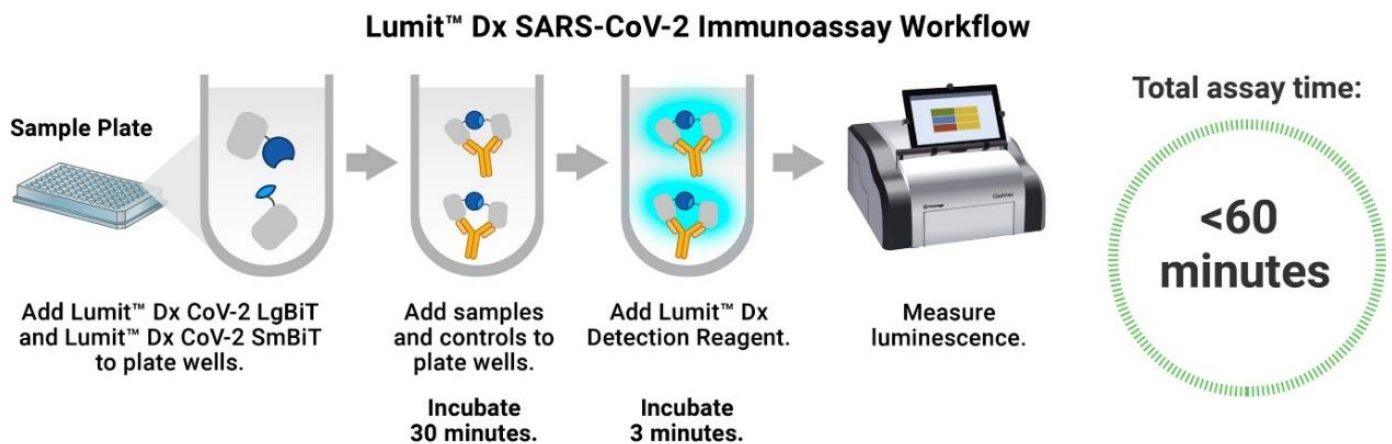 Lumit™ Dx SARS-CoV-2 Immunoassay Workflow
Sample Plate
Add Lumit™ Dx CoV-2 LgBiT
and Lumit™ Dx CoV-2 SmBiT
to plate wells.
Add samples
and controls to
plate wells.
Incubate
30 minutes.
Add Lumit™ Dx
Detection Reagent.
Incubate
3 minutes.
Promega
GloMax
Measure
luminescence.
Total assay time:
<60
minutes